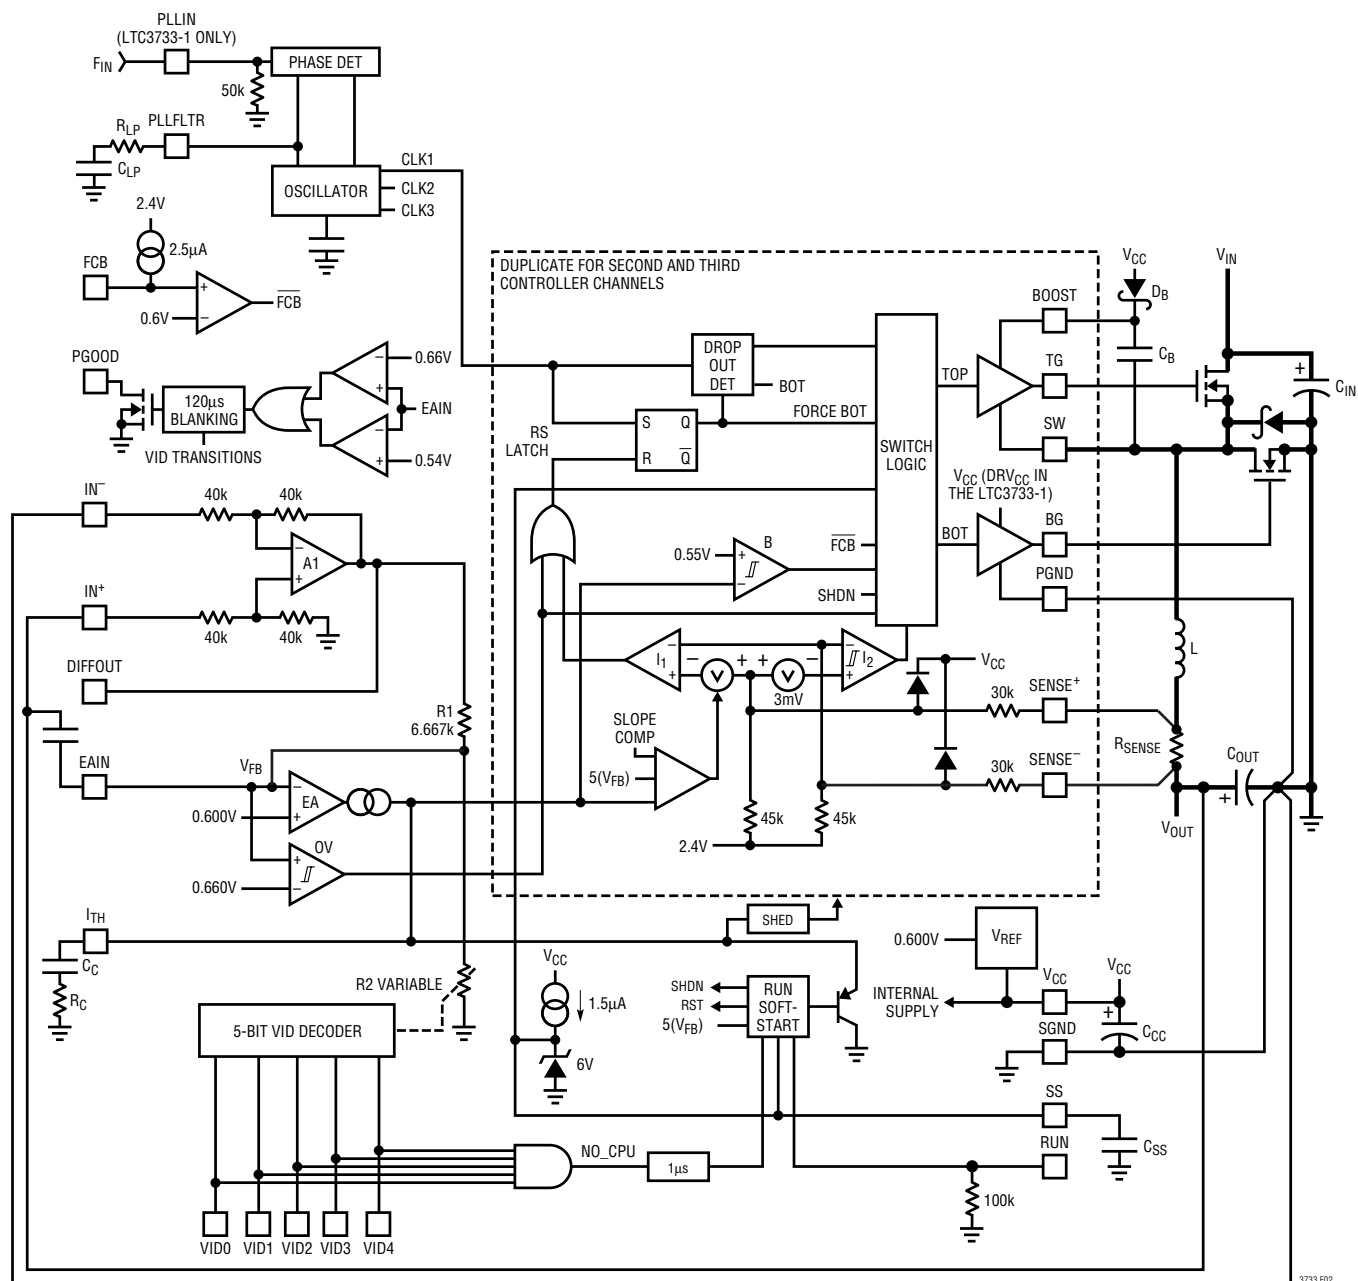 PLLIN
(LTC3733-1 ONLY)
FIN
50k
PHASE DET
RLP
PLLFLTR
CLP
OSCILLATOR
CLK1
CLK2
CLK3
2.4V
2.5µA
FCB
+
0.6V
−
FCB
PGOOD
120µs
BLANKING
VID TRANSITIONS
−
0.66V
+
EAIN
−
+
0.54V
IN−
40k
40k
−
A1
+
IN+
40k
40k
DIFFOUT
R1
6.667k
EAIN
VFB
−
EA
0.600V
+
OV
+
0.660V
−
ITH
CC
RC
R2 VARIABLE
5-BIT VID DECODER
VID0
VID1
VID2
VID3
VID4
DUPLICATE FOR SECOND AND THIRD
CONTROLLER CHANNELS
DROP
OUT
DET
BOT
FORCE BOT
RS
LATCH
S
Q
R
Q
SWITCH
LOGIC
TOP
BOT
VCC (DRVCC IN
THE LTC3733-1)
0.55V
+
B
−
FCB
SHDN
−
I1
+
−
V
+
+
V
−
3mV
−
I2
+
VCC
SLOPE
COMP
5(VFB)
45k
45k
2.4V
30k
SENSE+
30k
SENSE−
BOOST
TG
SW
BG
PGND
VCC
DB
CB
VIN
+
CIN
L
RSENSE
COUT
+
VOUT
SHED
VCC
1.5µA
6V
SHDN
RST
5(VFB)
RUN
SOFT-
START
0.600V
VREF
INTERNAL
SUPPLY
VCC
VCC
+
CCC
SGND
SS
CSS
RUN
100k
NO_CPU
1µs
3733 F02